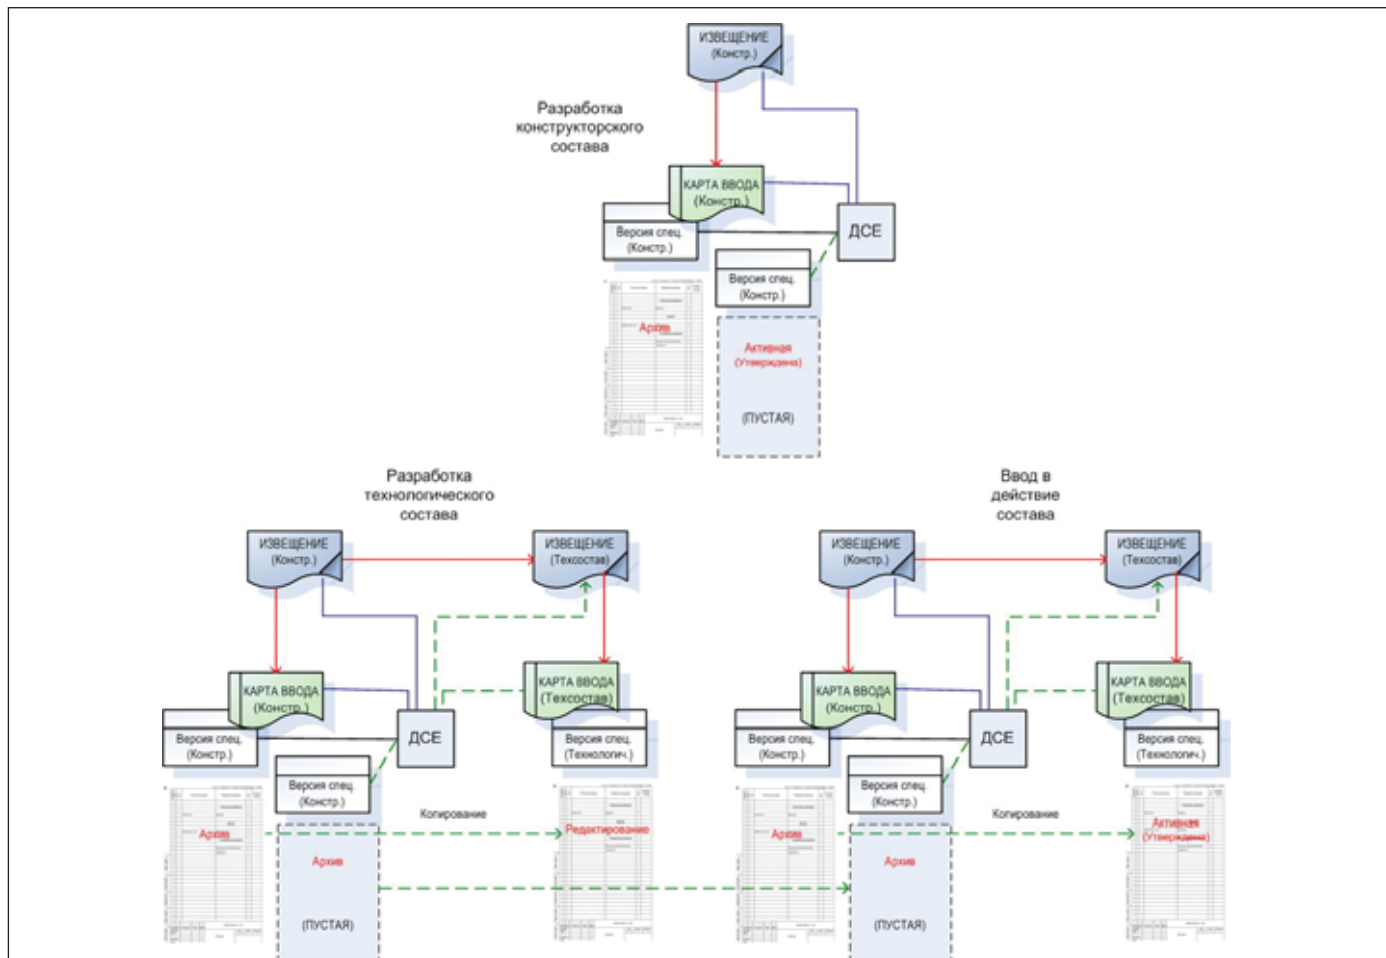 ИЗВЕЩЕНИЕ
(Констр.)
Разработка
конструкторского
состава
КАРТА ВВОДА
(Констр.)
Версия спец.
(Констр.)
ДСЕ
Версия спец.
(Констр.)
Архив
Активная
(Утверждена)
(ПУСТАЯ)
Разработка
технологического
состава
ИЗВЕЩЕНИЕ
(Констр.)
ИЗВЕЩЕНИЕ
(Техсостав)
КАРТА ВВОДА
(Констр.)
КАРТА ВВОДА
(Техсостав)
Версия спец.
(Констр.)
ДСЕ
Версия спец.
(Технологич.)
Версия спец.
(Констр.)
Копирование
Архив
Редактирование
Архив
(ПУСТАЯ)
Ввод в
действие
состава
ИЗВЕЩЕНИЕ
(Констр.)
ИЗВЕЩЕНИЕ
(Техсостав)
КАРТА ВВОДА
(Констр.)
КАРТА ВВОДА
(Техсостав)
Версия спец.
(Констр.)
ДСЕ
Версия спец.
(Технологич.)
Версия спец.
(Констр.)
Копирование
Архив
Активная
(Утверждена)
Архив
(ПУСТАЯ)